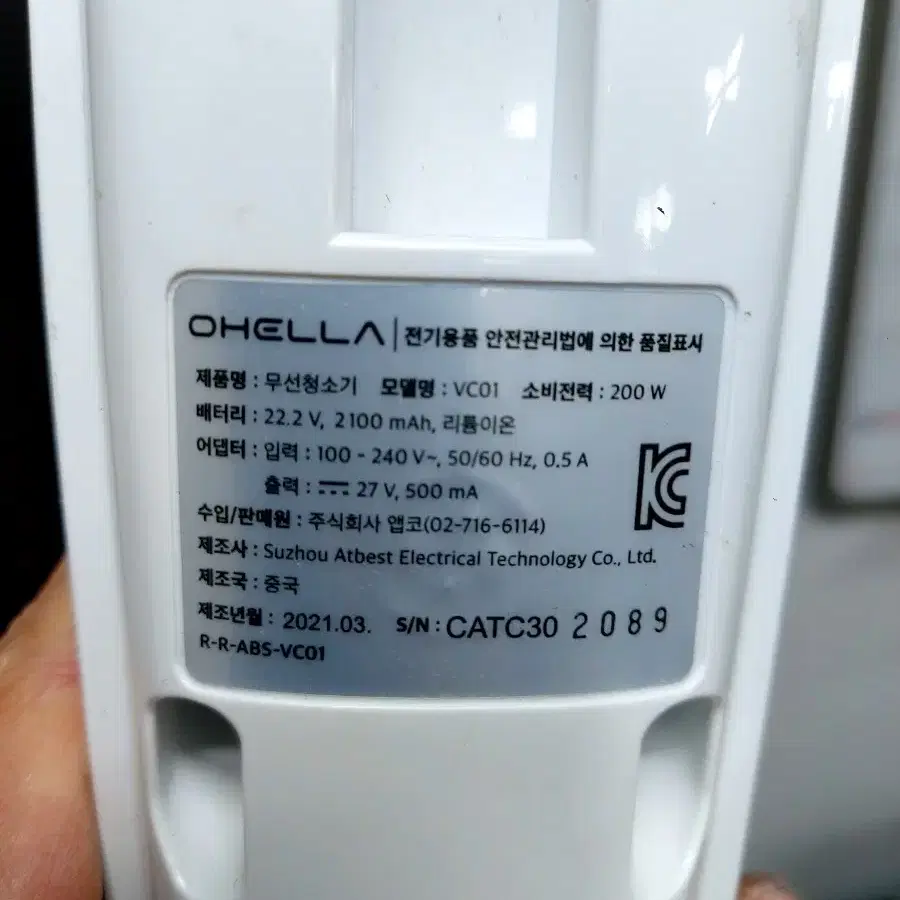 OHELLA | 전기용품 안전관리법에 의한 품질표시
제품명 : 무선청소기 모델명 : VC01 소비전력 : 200 W
배터리 : 22.2 V, 2100 mAh, 리튬이온
어댑터 : 입력 : 100 - 240 V~, 50/60 Hz, 0.5 A
출력 : ⎓ 27 V, 500 mA
수입/판매원 : 주식회사 앱코(02-716-6114)
제조사 : Suzhou Atbest Electrical Technology Co., Ltd.
제조국 : 중국
제조년월 : 2021.03. S/N : CATC30 2089
R-R-ABS-VC01
KC